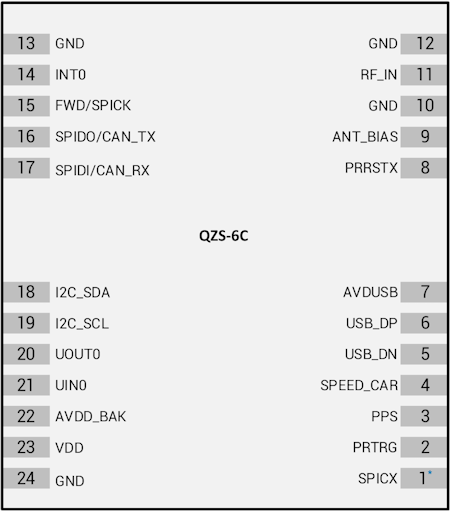 13 GND GND 12
14 INT0 RF_IN 11
15 FWD/SPICK GND 10
16 SPIDO/CAN_TX ANT_BIAS 9
17 SPIDI/CAN_RX PRRSTX 8
QZS-6C
18 I2C_SDA AVDUSB 7
19 I2C_SCL USB_DP 6
20 UOUT0 USB_DN 5
21 UIN0 SPEED_CAR 4
22 AVDD_BAK PPS 3
23 VDD PRTRG 2
24 GND SPICX 1*